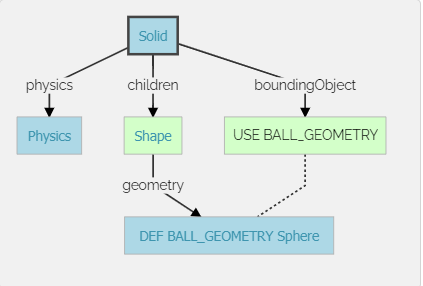 Solid
physics
children
boundingObject
Physics
Shape
USE BALL_GEOMETRY
geometry
DEF BALL_GEOMETRY Sphere